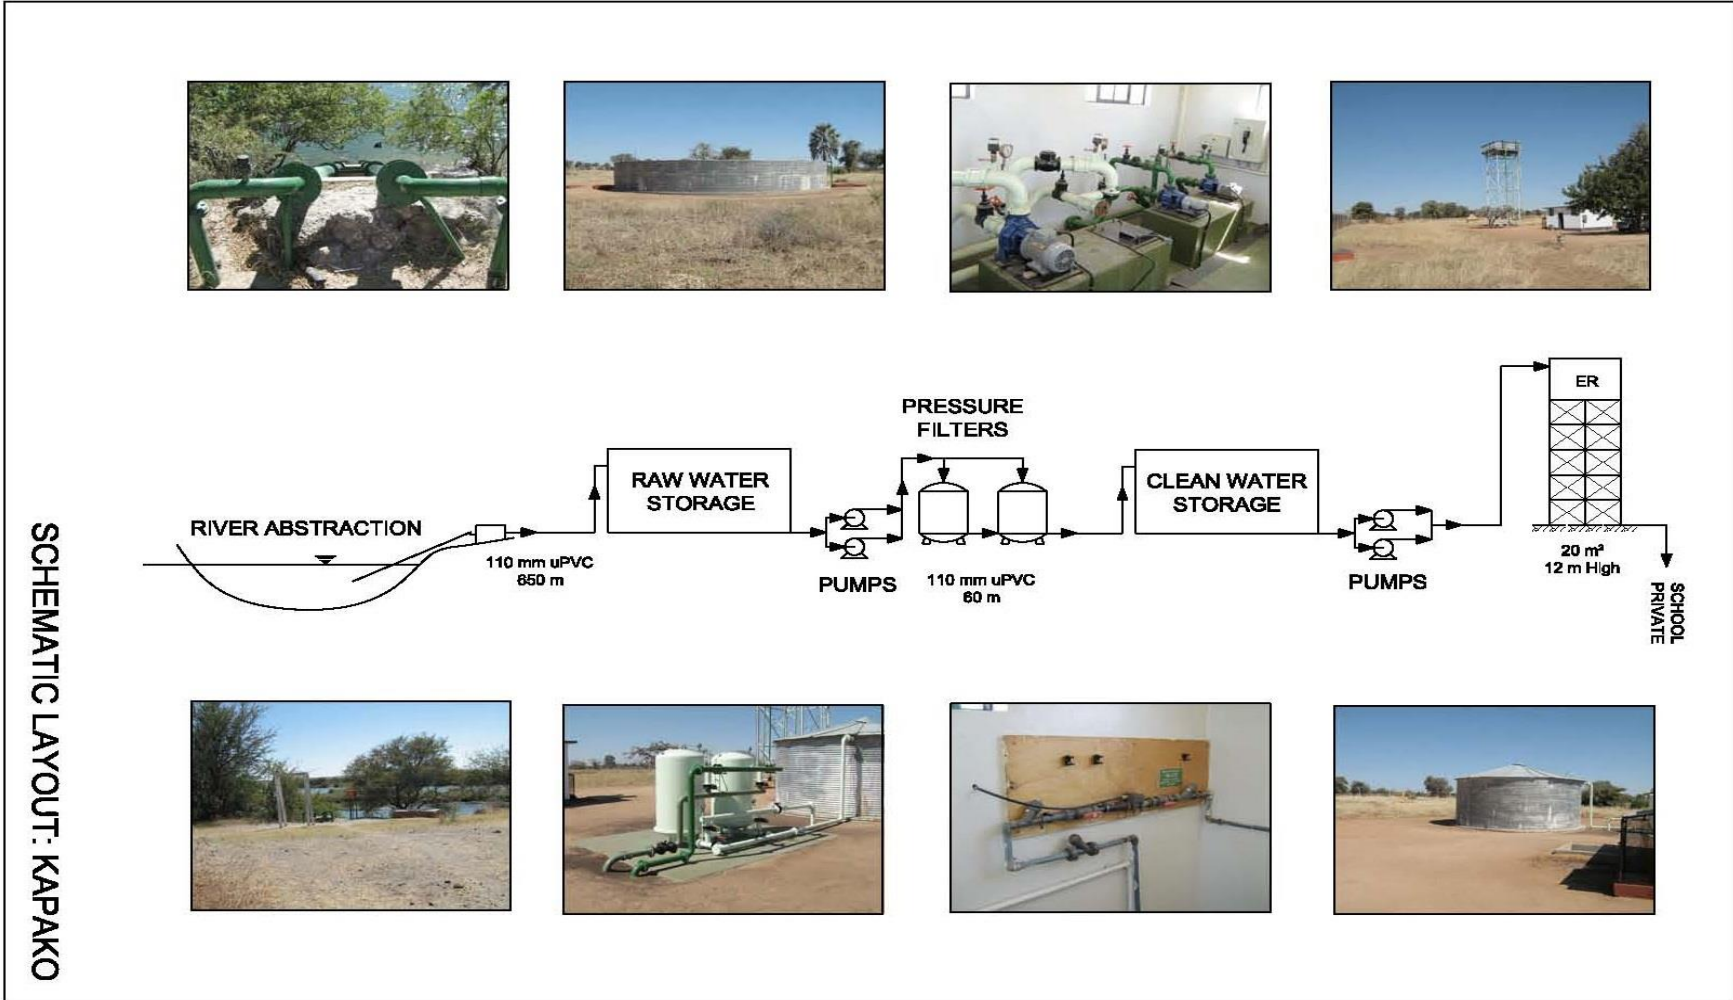 SCHEMATIC LAYOUT: KAPAKO
RIVER ABSTRACTION
110 mm uPVC
650 m
RAW WATER
STORAGE
PUMPS
PRESSURE
FILTERS
110 mm uPVC
60 m
CLEAN WATER
STORAGE
PUMPS
ER
20 m³
12 m High
SCHOOL
PRIVATE